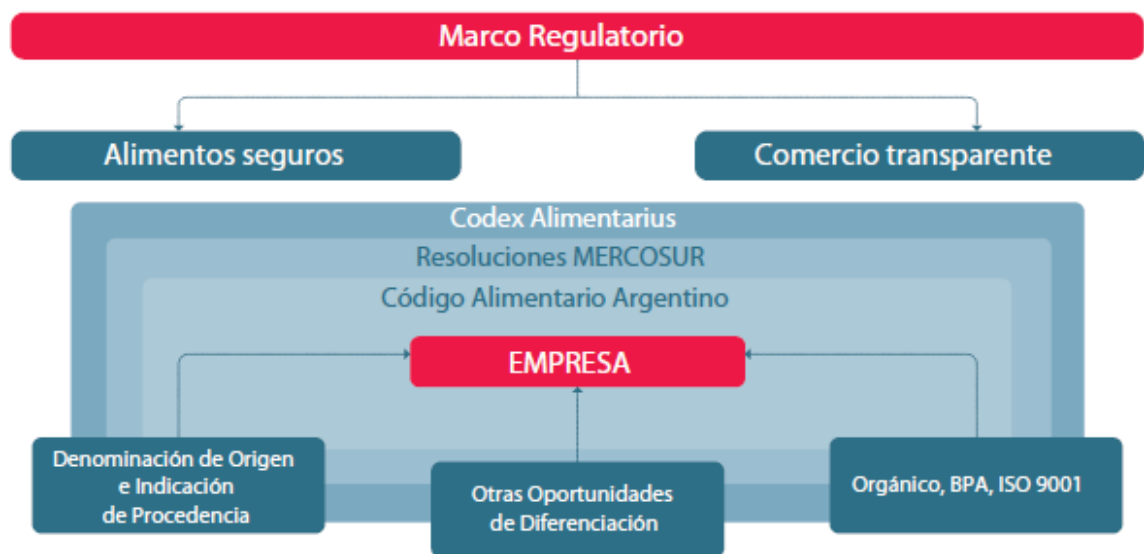 Marco Regulatorio
Alimentos seguros
Comercio transparente
Codex Alimentarius
Resoluciones MERCOSUR
Código Alimentario Argentino
EMPRESA
Denominación de Origen
e Indicación
de Procedencia
Otras Oportunidades
de Diferenciación
Orgánico, BPA, ISO 9001